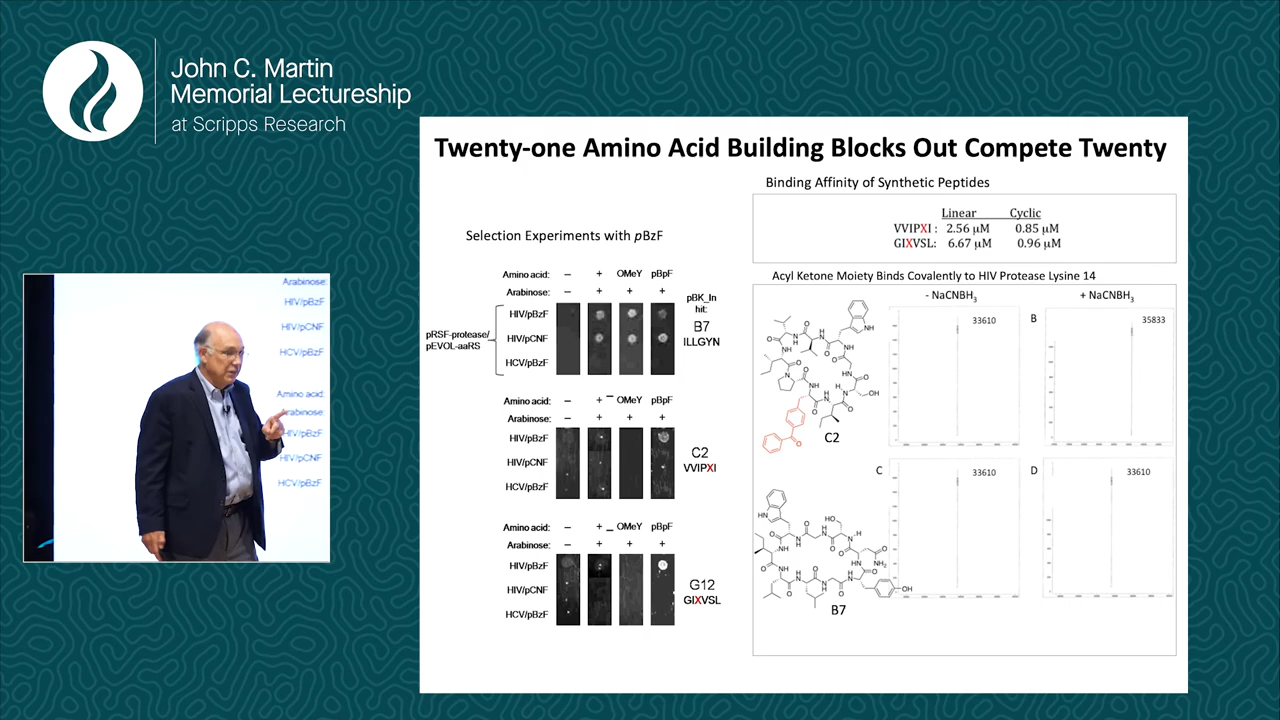 John C. Martin
Memorial Lectureship
at Scripps Research
Twenty-one Amino Acid Building Blocks Out Compete Twenty
Selection Experiments with pBzF
Amino acid: – + OMeY pBpF
Arabinose: – + + +
pRSF-protease/
pEVOL-aaRS
HIV/pBzF
HIV/pCNF
HCV/pBzF
pBK_In
hit:
B7
ILLGYN
Amino acid: – + – OMeY pBpF
Arabinose: – + + +
HIV/pBzF
HIV/pCNF
HCV/pBzF
C2
VVIPXI
Amino acid: – + – OMeY pBpF
Arabinose: – + + +
HIV/pBzF
HIV/pCNF
HCV/pBzF
G12
GIXVSL
Binding Affinity of Synthetic Peptides
Linear Cyclic
VVIPXI : 2.56 μM 0.85 μM
GIXVSL: 6.67 μM 0.96 μM
Acyl Ketone Moiety Binds Covalently to HIV Protease Lysine 14
- NaCNBH3
+ NaCNBH3
33610
B
35833
C2
C
33610
D
33610
B7
Arabinose:
HIV/pBzF
HIV/pCNF
HCV/pBzF
Amino acid:
Arabinose:
HIV/pBzF
HIV/pCNF
HCV/pBzF